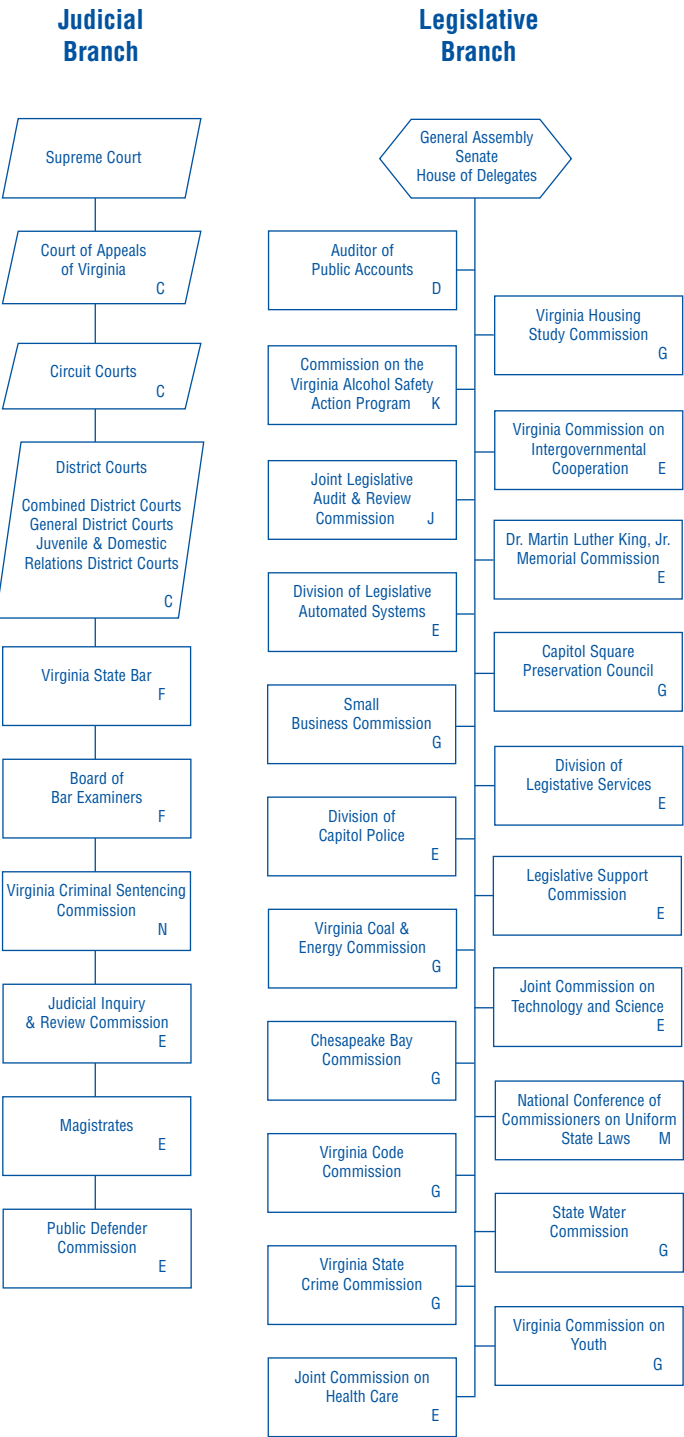 Judicial
Branch
Supreme Court
Court of Appeals
of Virginia
C
Circuit Courts
C
District Courts
Combined District Courts
General District Courts
Juvenile & Domestic
Relations District Courts
C
Virginia State Bar
F
Board of
Bar Examiners
F
Virginia Criminal Sentencing
Commission
N
Judicial Inquiry
& Review Commission
E
Magistrates
E
Public Defender
Commission
E
Legislative
Branch
General Assembly
Senate
House of Delegates
Auditor of
Public Accounts
D
Commission on the
Virginia Alcohol Safety
Action Program K
Joint Legislative
Audit & Review
Commission J
Division of Legislative
Automated Systems
E
Small
Business Commission
G
Division of
Capitol Police
E
Virginia Coal &
Energy Commission
G
Chesapeake Bay
Commission
G
Virginia Code
Commission
G
Virginia State
Crime Commission
G
Joint Commission on
Health Care
E
Virginia Housing
Study Commission
G
Virginia Commission on
Intergovernmental
Cooperation E
Dr. Martin Luther King, Jr.
Memorial Commission
E
Capitol Square
Preservation Council
G
Division of
Legistative Services
E
Legislative Support
Commission
E
Joint Commission on
Technology and Science
E
National Conference of
Commissioners on Uniform
State Laws M
State Water
Commission
G
Virginia Commission on
Youth
G